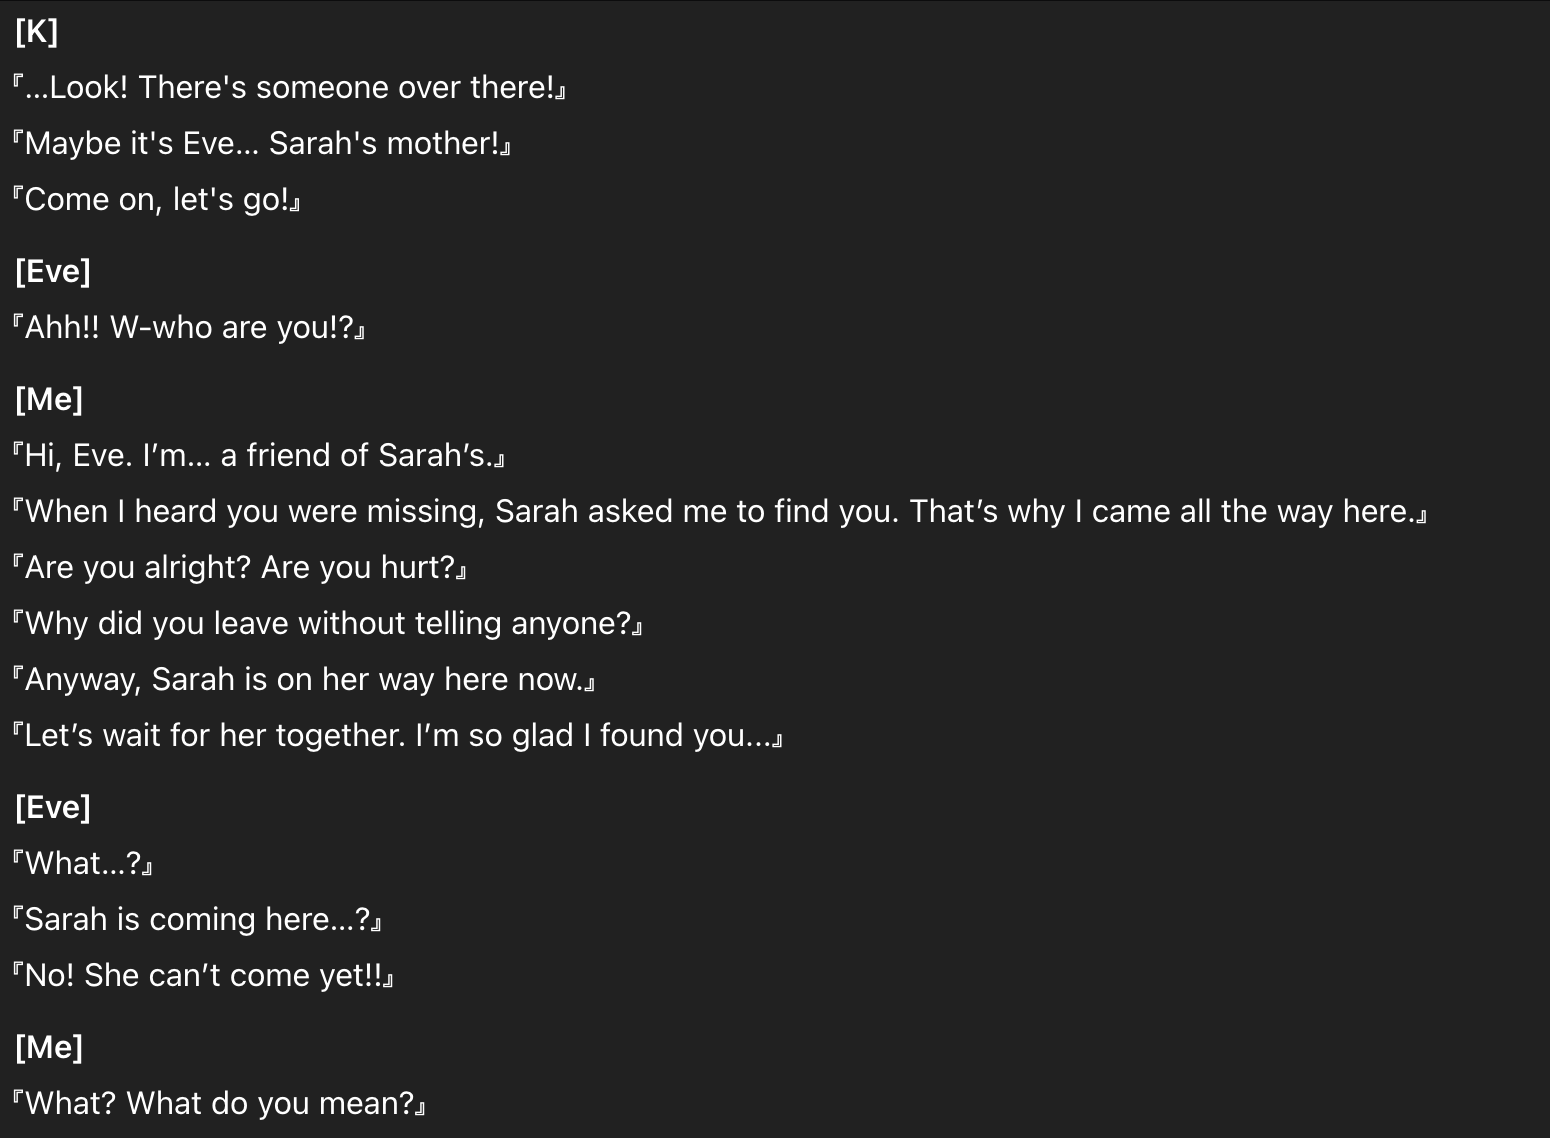 [K]
『...Look! There's someone over there!』
『Maybe it's Eve... Sarah's mother!』
『Come on, let's go!』
[Eve]
『Ahh!! W-who are you!?』
[Me]
『Hi, Eve. I’m... a friend of Sarah’s.』
『When I heard you were missing, Sarah asked me to find you. That’s why I came all the way here.』
『Are you alright? Are you hurt?』
『Why did you leave without telling anyone?』
『Anyway, Sarah is on her way here now.』
『Let’s wait for her together. I’m so glad I found you...』
[Eve]
『What...?』
『Sarah is coming here...?』
『No! She can’t come yet!!』
[Me]
『What? What do you mean?』